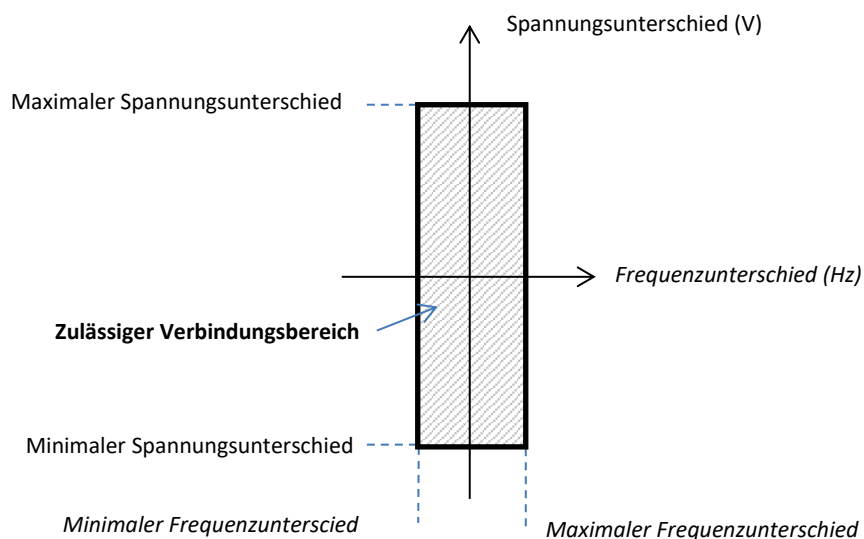 Spannungsunterschied (V)
Maximaler Spannungsunterschied
Frequenzunterschied (Hz)
Zulässiger Verbindungsbereich
Minimaler Spannungsunterschied
Minimaler Frequenzunterscied
Maximaler Frequenzunterschied